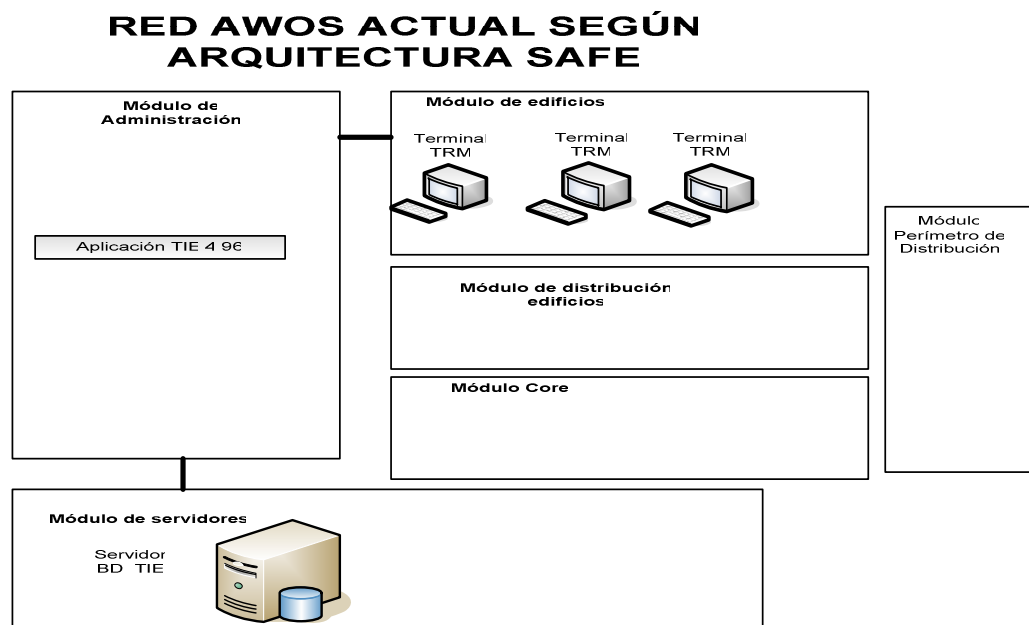 RED AWOS ACTUAL SEGÚN
ARQUITECTURA SAFE
Módulo de
Administración
Aplicación TIE 4 96
Módulo de edificios
Terminal
TRM
Terminal
TRM
Terminal
TRM
Módulo de distribución
edificios
Módulo Core
Módulo
Perímetro de
Distribución
Módulo de servidores
Servidor
BD TIE